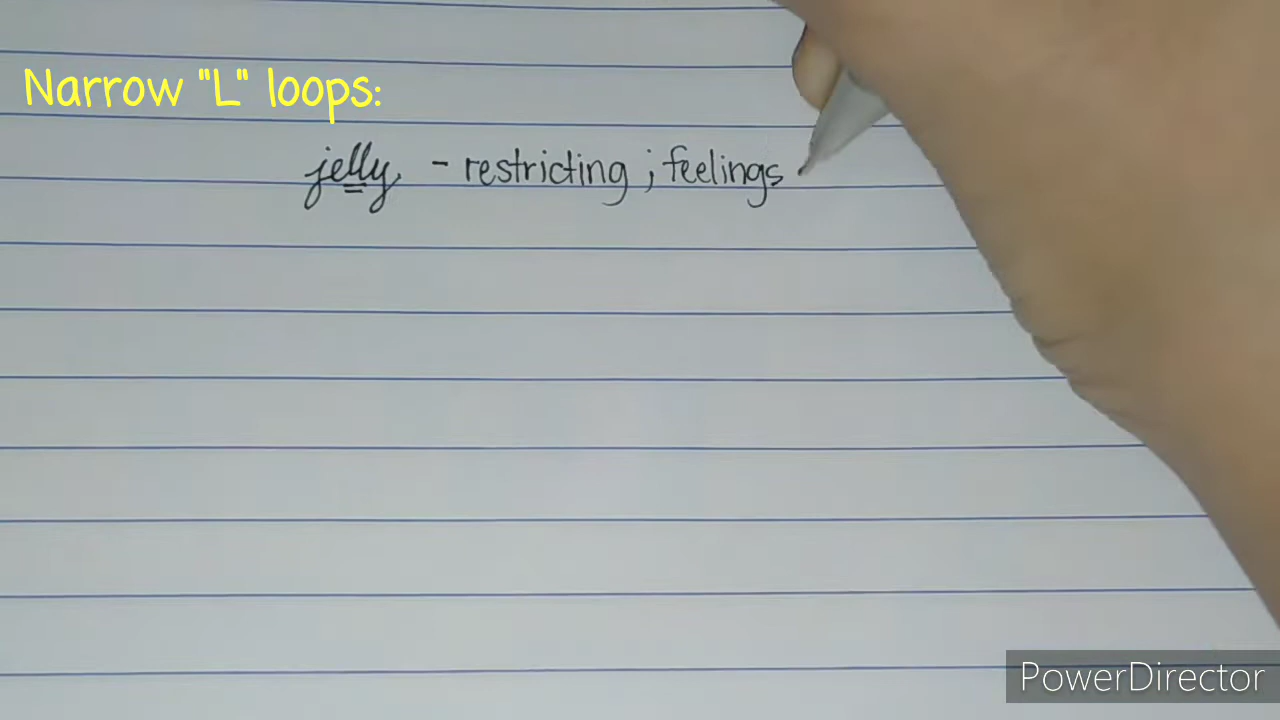 Narrow "L" loops:
jelly - restricting ; feelings
PowerDirector